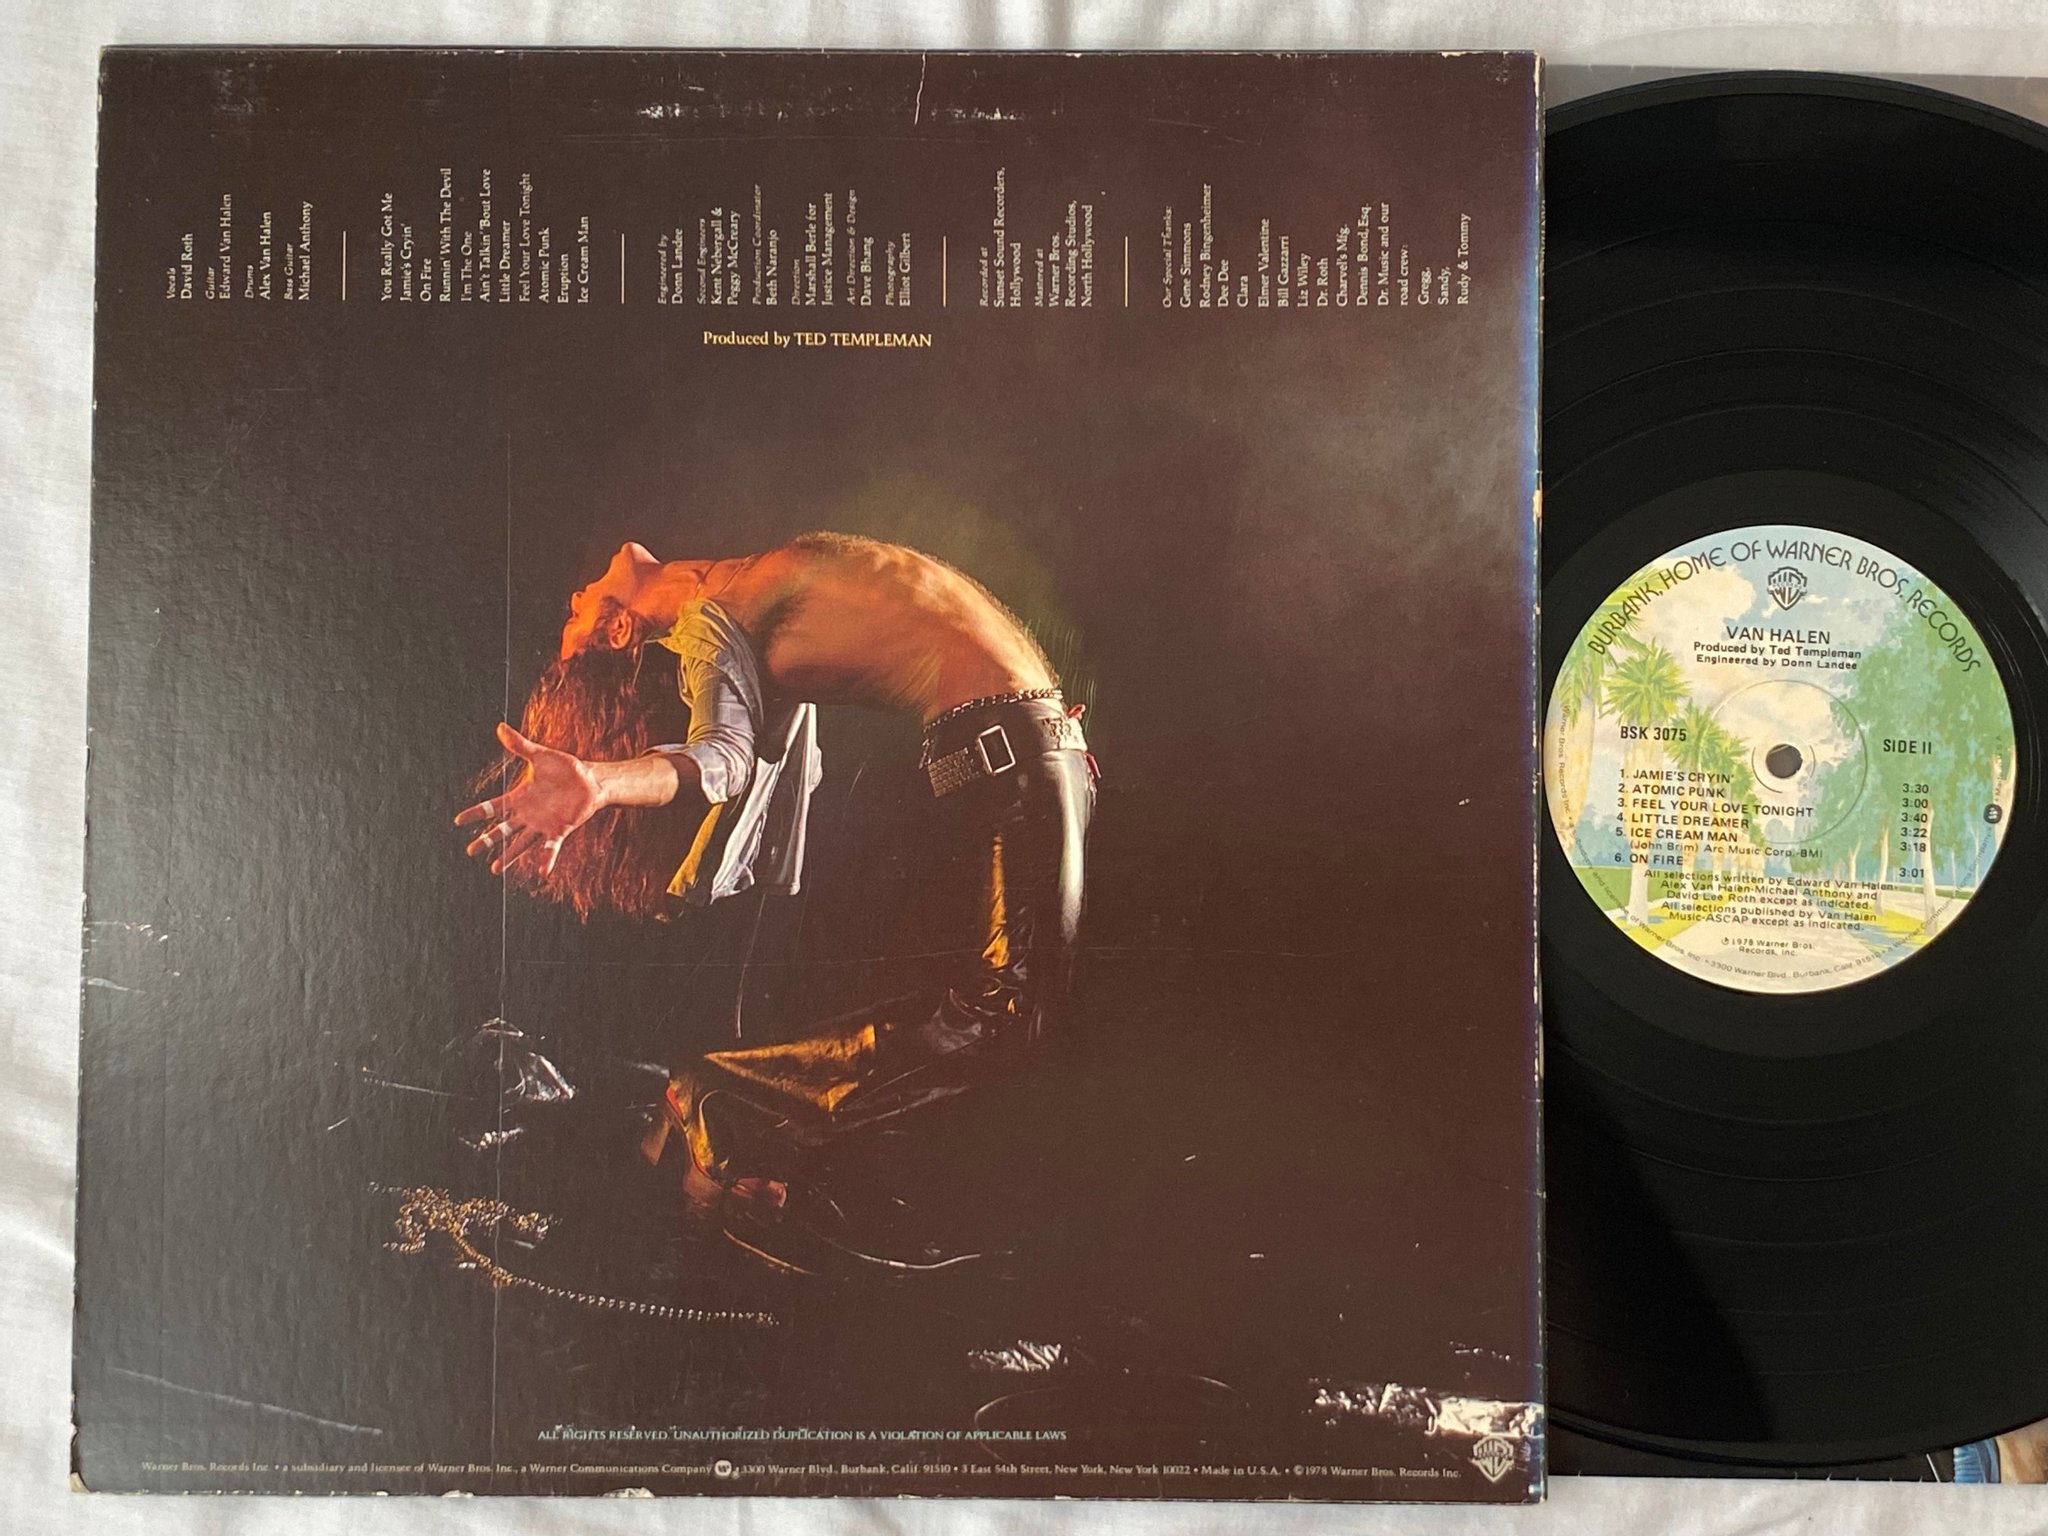 Vocals
David Roth
Guitar
Edward Van Halen
Drums
Alex Van Halen
Bass Guitar
Michael Anthony
You Really Got Me
Jamie's Cryin'
On Fire
Runnin' With The Devil
I'm The One
Ain't Talkin' 'Bout Love
Little Dreamer
Feel Your Love Tonight
Atomic Punk
Eruption
Ice Cream Man
Engineered by
Donn Landee
Second Engineers
Kent Nebergall &
Peggy McCreary
Production Coordinator
Beth Naranjo
Direction
Marshall Berle for
Justice Management
Art Direction & Design
Dave Bhang
Photography
Elliot Gilbert
Recorded at
Sunset Sound Recorders,
Hollywood
Mastered at
Warner Bros.
Recording Studios,
North Hollywood
Our Special Thanks:
Gene Simmons
Rodney Bingenheimer
Dee Dee
Clara
Elmer Valentine
Bill Gazzarri
Liz Wiley
Dr. Roth
Charvel's Mfg.
Dennis Bond, Esq.
Dr. Music and our
road crew:
Gregg,
Sandy,
Rudy & Tommy
Produced by TED TEMPLEMAN
ALL RIGHTS RESERVED. UNAUTHORIZED DUPLICATION IS A VIOLATION OF APPLICABLE LAWS
Warner Bros. Records Inc. • a subsidiary and licensee of Warner Bros. Inc., a Warner Communications Company • 3300 Warner Blvd., Burbank, Calif. 91510 • 3 East 54th Street, New York, New York 10022 • Made in U.S.A. • © 1978 Warner Bros. Records Inc.
BURBANK, HOME OF WARNER BROS. RECORDS
VAN HALEN
Produced by Ted Templeman
Engineered by Donn Landee
BSK 3075
SIDE II
1. JAMIE'S CRYIN' 3:30
2. ATOMIC PUNK 3:00
3. FEEL YOUR LOVE TONIGHT 3:40
4. LITTLE DREAMER 3:22
5. ICE CREAM MAN 3:18
(John Brim) Arc Music Corp.-BMI
6. ON FIRE 3:01
All selections written by Edward Van Halen-
Alex Van Halen-Michael Anthony and
David Lee Roth except as indicated.
All selections published by Van Halen
Music-ASCAP except as indicated.
℗ 1978 Warner Bros.
Records, Inc.
Warner Bros. Inc. • 3300 Warner Blvd., Burbank, Calif. 91510 • a Warner Communications